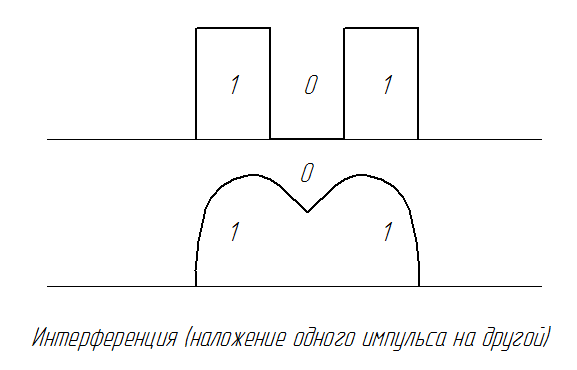 1 0 1
0
1 1
Интерференция (наложение одного импульса на другой)